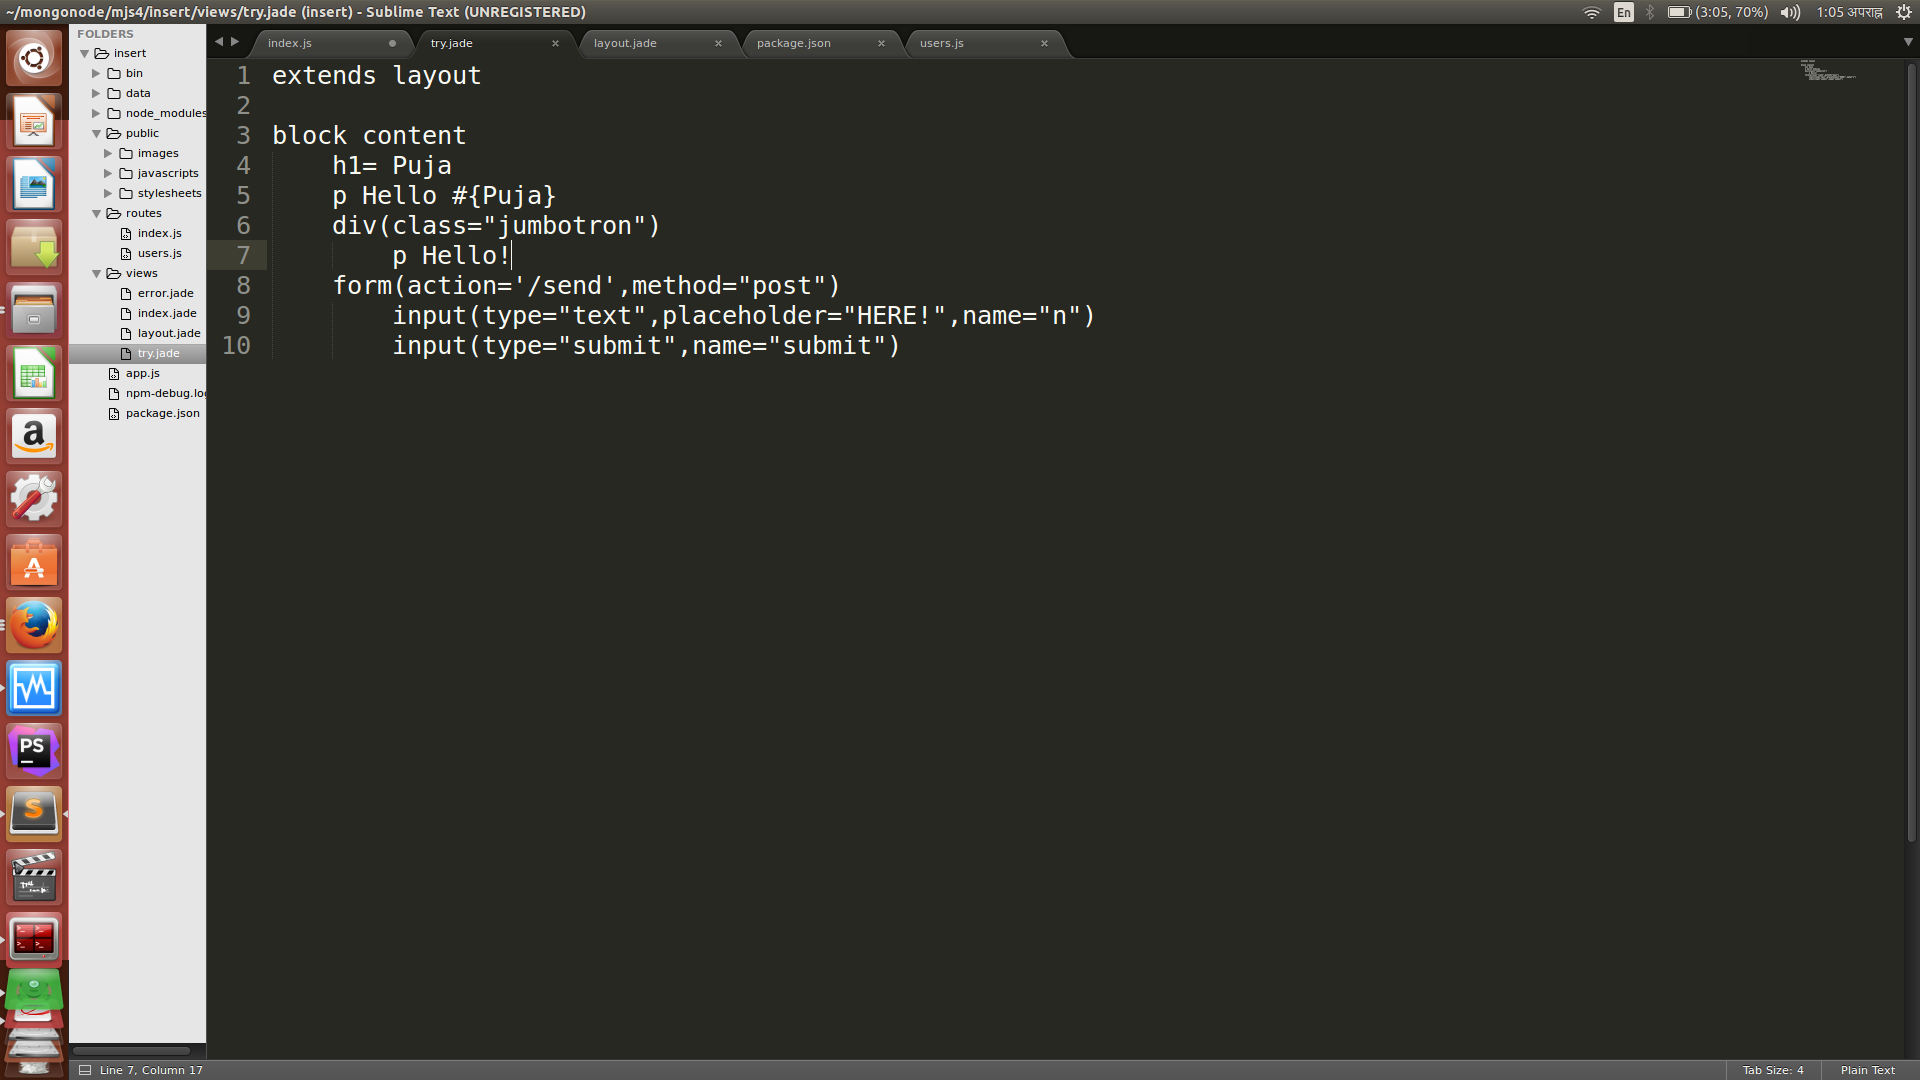 ~/mongonode/mjs4/insert/views/try.jade (insert) - Sublime Text (UNREGISTERED)
En
(3:05, 70%)
1:05 अपराह्न
FOLDERS
insert
bin
data
node_modules
public
images
javascripts
stylesheets
routes
index.js
users.js
views
error.jade
index.jade
layout.jade
try.jade
app.js
npm-debug.log
package.json
index.js
try.jade
layout.jade
package.json
users.js
1 extends layout
2
3 block content
4 h1= Puja
5 p Hello #{Puja}
6 div(class="jumbotron")
7 p Hello!
8 form(action='/send',method="post")
9 input(type="text",placeholder="HERE!",name="n")
10 input(type="submit",name="submit")
PS
Line 7, Column 17
Tab Size: 4
Plain Text